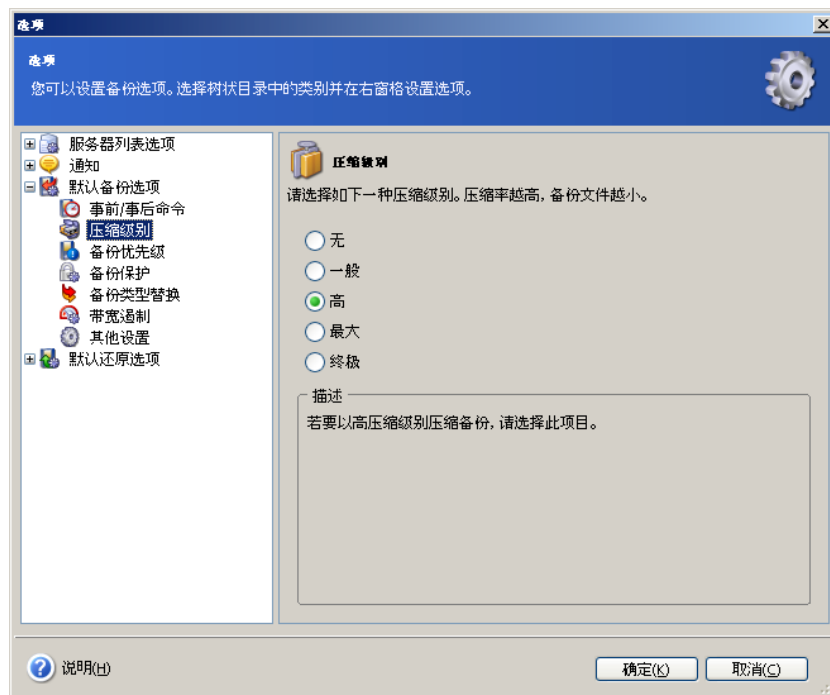 选项
选项
您可以设置备份选项。选择树状目录中的类别并在右窗格设置选项。
服务器列表选项
通知
默认备份选项
事前/事后命令
压缩级别
备份优先级
备份保护
备份类型替换
带宽遏制
其他设置
默认还原选项
压缩级别
请选择如下一种压缩级别。压缩率越高, 备份文件越小。
无
一般
高
最大
终极
描述
若要以高压缩级别压缩备份, 请选择此项目。
说明(H)
确定(K)
取消(C)